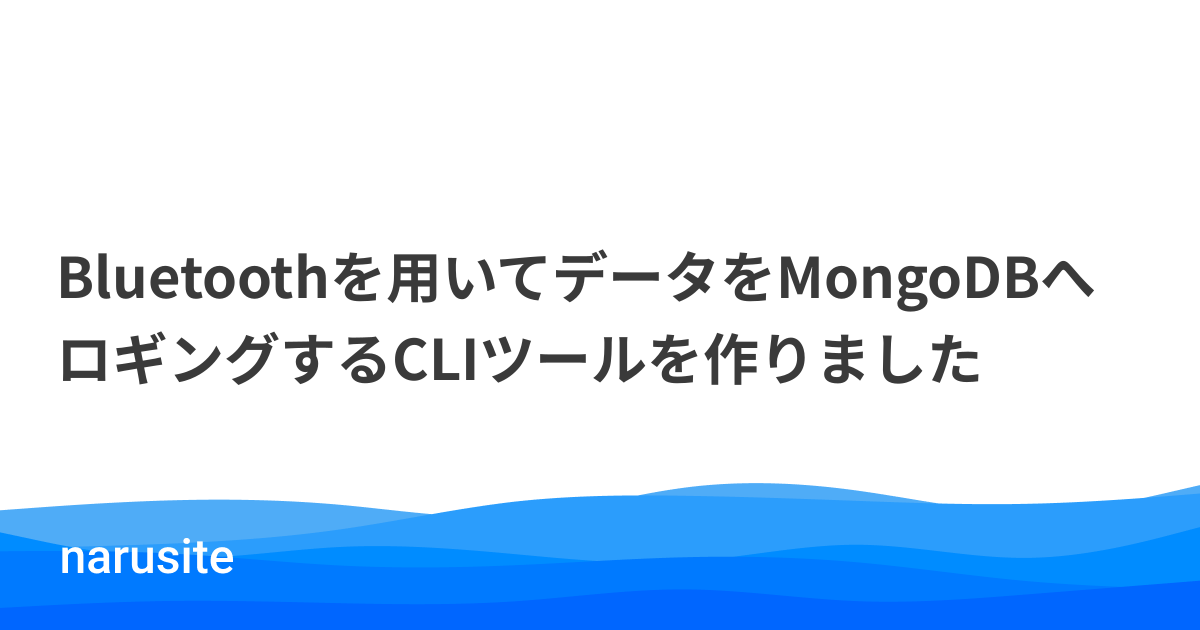 Bluetoothを用いてデータをMongoDBへ
ロギングするCLIツールを作りました
narusite